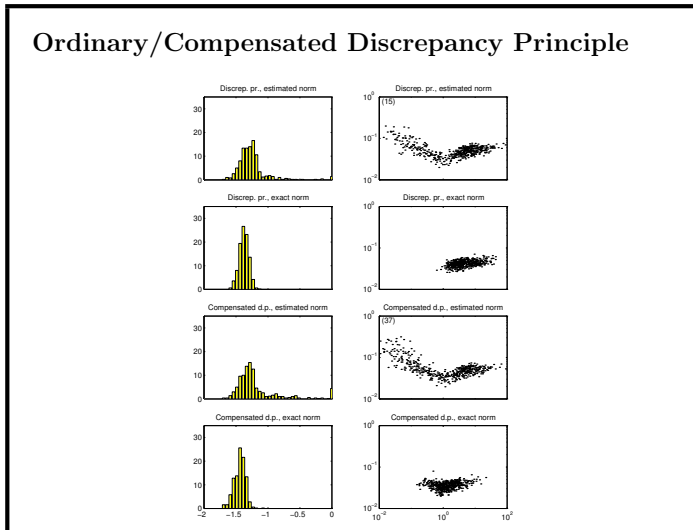 Ordinary/Compensated Discrepancy Principle
Discrep. pr., estimated norm
30
20
10
0
Discrep. pr., estimated norm
10^0
(15)
10^-1
10^-2
Discrep. pr., exact norm
30
20
10
0
Discrep. pr., exact norm
10^0
10^-1
10^-2
Compensated d.p., estimated norm
30
20
10
0
Compensated d.p., estimated norm
10^0
(37)
10^-1
10^-2
Compensated d.p., exact norm
30
20
10
0
−2 −1.5 −1 −0.5 0
Compensated d.p., exact norm
10^0
10^-1
10^-2
10^-2 10^0 10^2